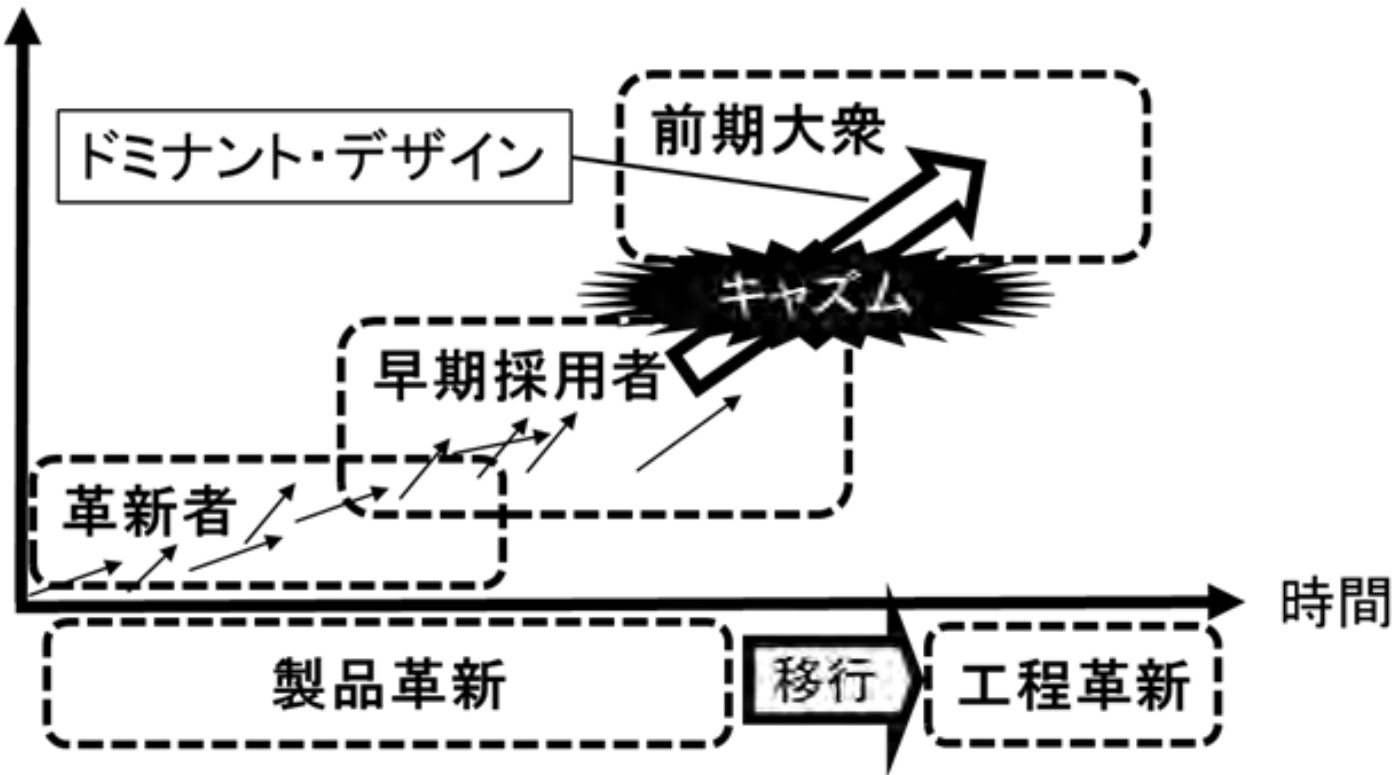 前期大衆
ドミナント・デザイン
キャズム
早期採用者
革新者
時間
製品革新
移行
工程革新